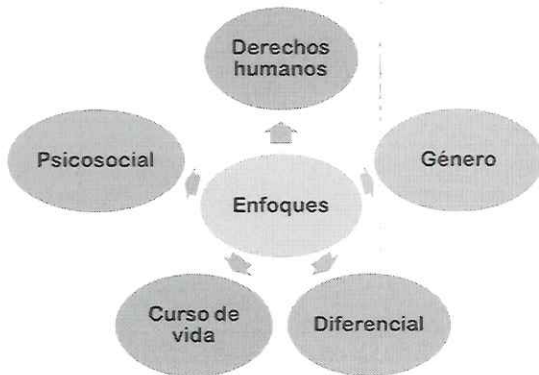 Derechos
humanos
Psicosocial
Género
Enfoques
Curso de
vida
Diferencial